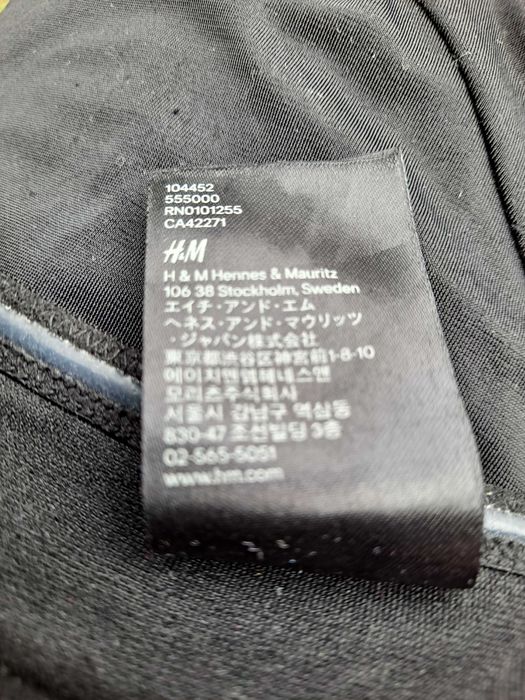 104452
555000
RN0101255
CA42271
H&M
H & M Hennes & Mauritz
106 38 Stockholm, Sweden
エイチ・アンド・エム
ヘネス・アンド・マウリッツ
・ジャパン株式会社
東京都渋谷区神宮前1-8-10
에이치엔엠헤네스앤
모리츠주식회사
서울시 강남구 역삼동
830-47 조선빌딩 3층
02-565-5051
www.hm.com